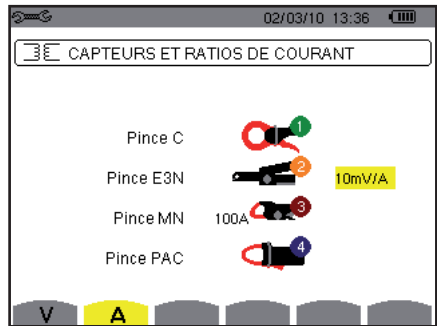 02/03/10 13:36
CAPTEURS ET RATIOS DE COURANT
Pince C 1
Pince E3N 2 10mV/A
Pince MN 100A 3
Pince PAC 4
V A